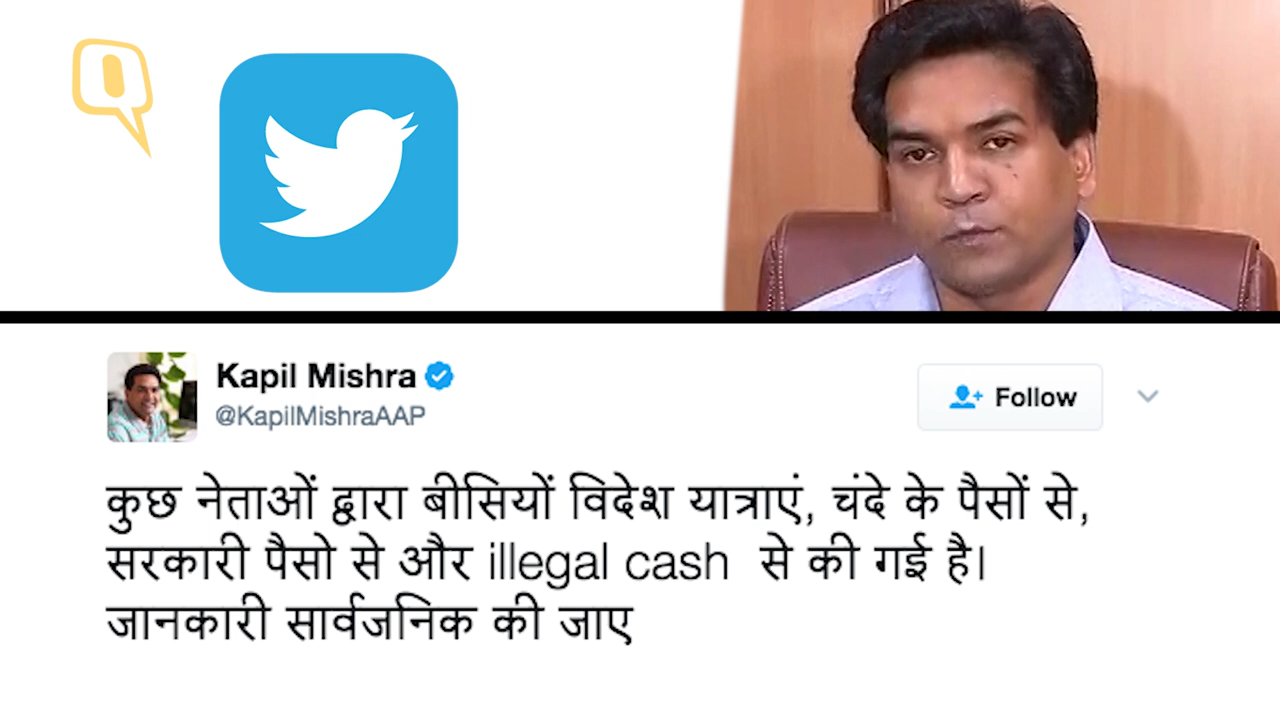 Kapil Mishra
@KapilMishraAAP
Follow
कुछ नेताओं द्वारा बीसियों विदेश यात्राएं, चंदे के पैसों से,
सरकारी पैसो से और illegal cash से की गई है।
जानकारी सार्वजनिक की जाए